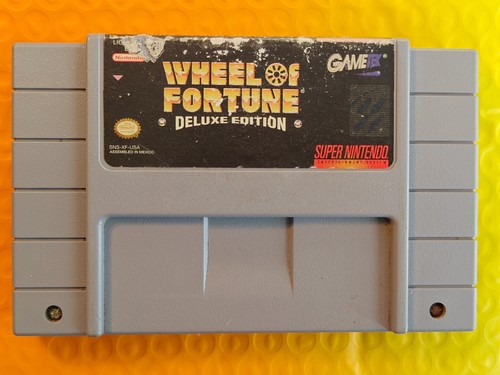 Nintendo
GAMETEK
WHEEL OF
FORTUNE
DELUXE EDITION
SNS-XF-USA
ASSEMBLED IN MEXICO
SUPER NINTENDO
ENTERTAINMENT SYSTEM